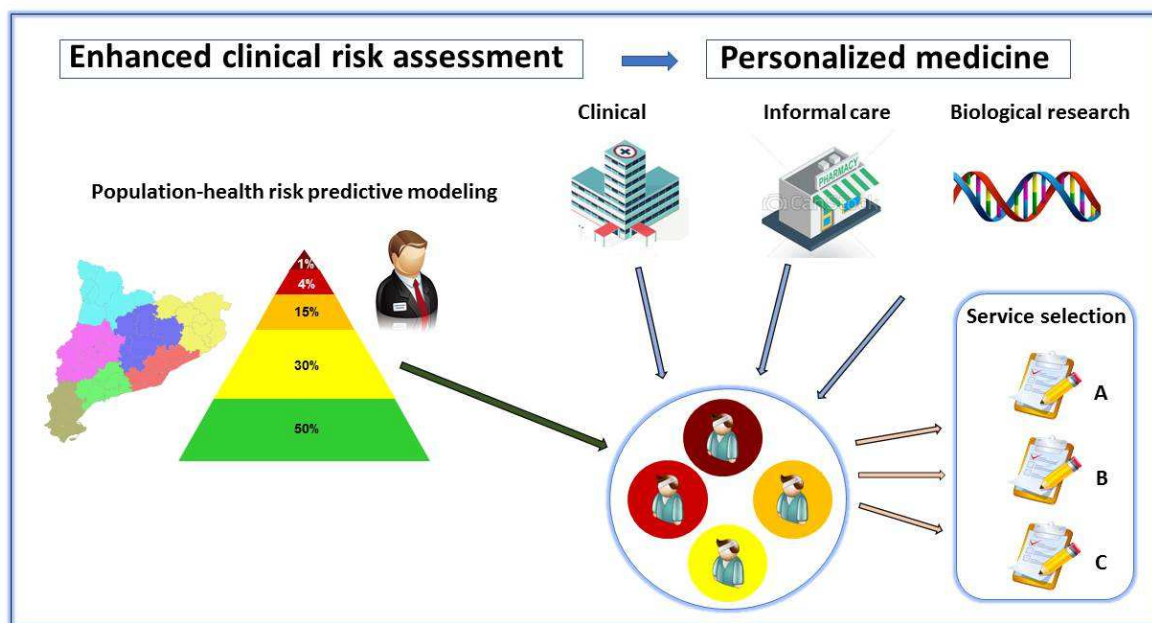 Enhanced clinical risk assessment
Personalized medicine
Clinical
Informal care
Biological research
PHARMACY
Population-health risk predictive modeling
1%
4%
15%
30%
50%
Service selection
A
B
C